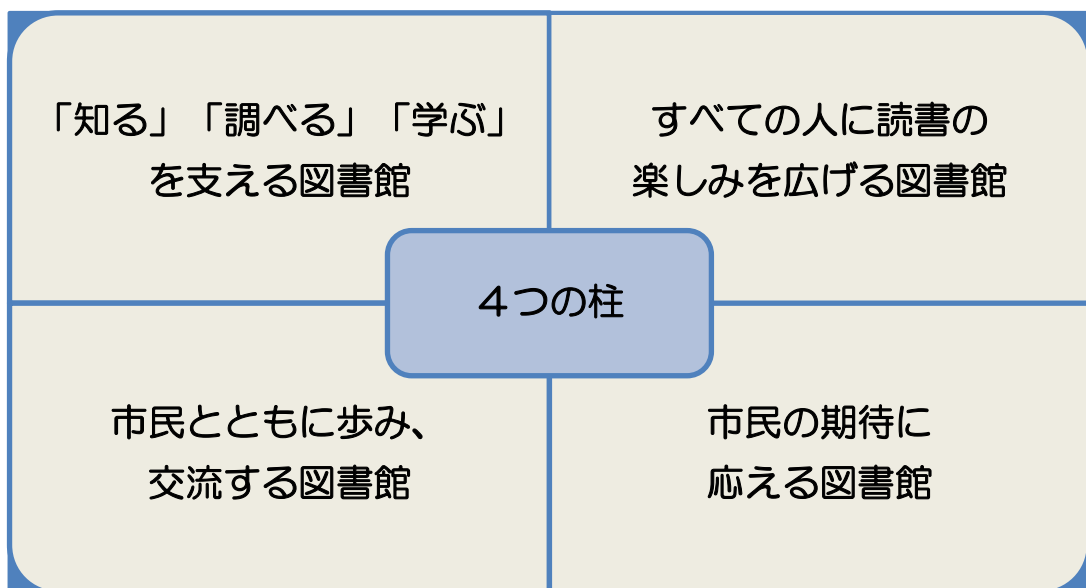 「知る」「調べる」「学ぶ」
を支える図書館
すべての人に読書の
楽しみを広げる図書館
４つの柱
市民とともに歩み、
交流する図書館
市民の期待に
応える図書館